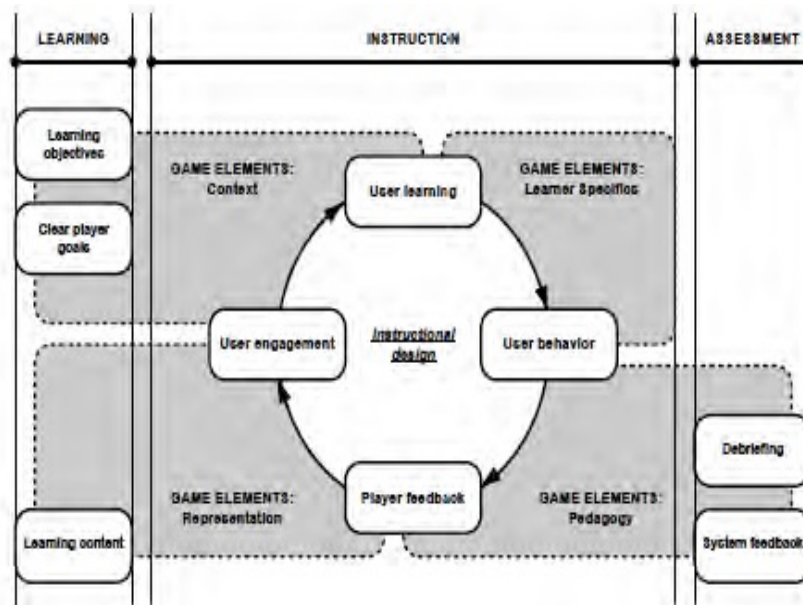 LEARNING
INSTRUCTION
ASSESSMENT
Learning
objectives
GAME ELEMENTS:
Context
User learning
GAME ELEMENTS:
Learner Specifics
Clear player
goals
User engagement
Instructional
design
User behavior
Debriefing
GAME ELEMENTS:
Representation
Player feedback
GAME ELEMENTS:
Pedagogy
Learning content
System feedback